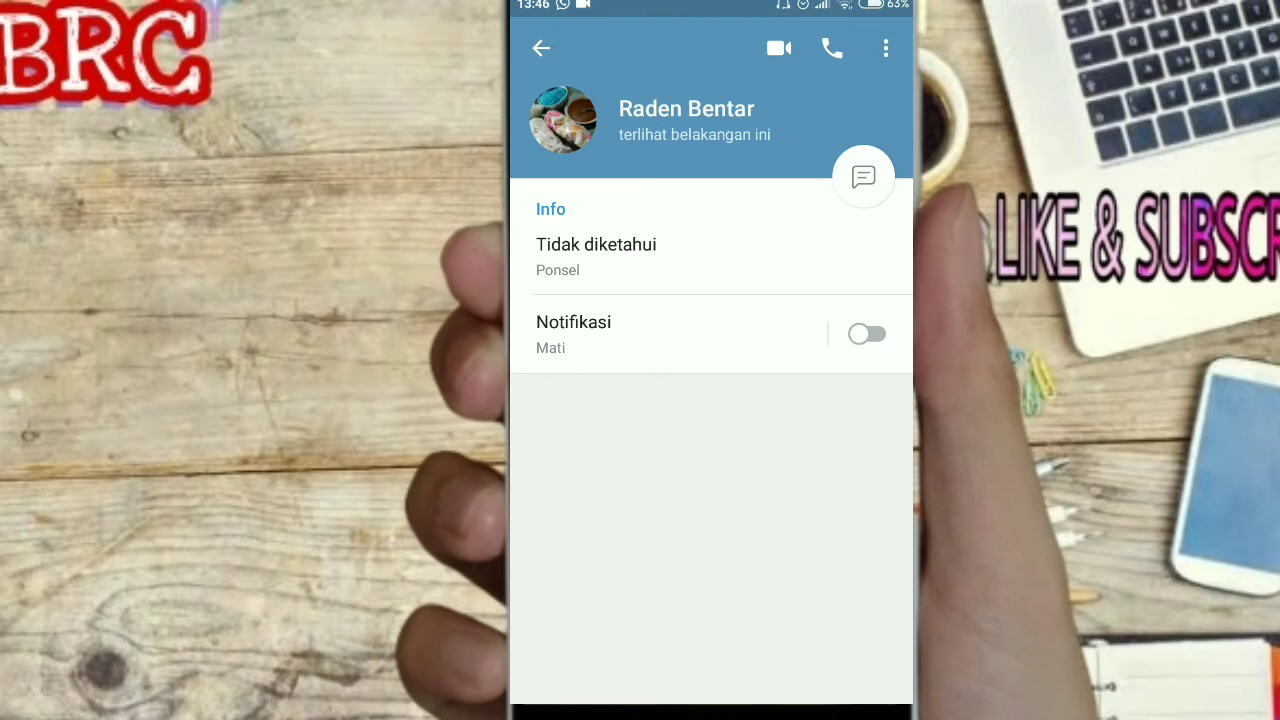 BRC
13:46
63%
Raden Bentar
terlihat belakangan ini
LIKE & SUBSCR
Info
Tidak diketahui
Ponsel
Notifikasi
Mati